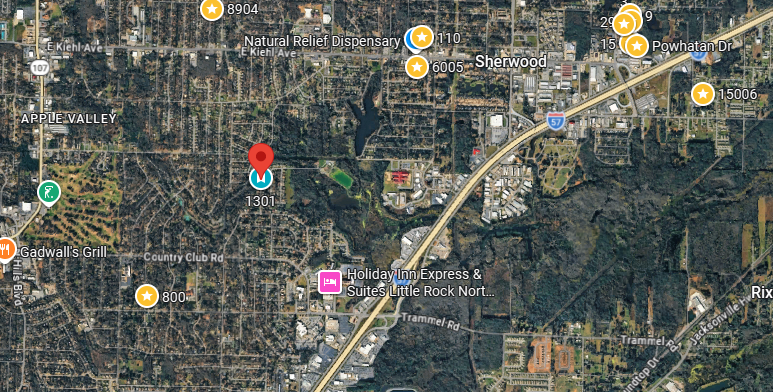 8904
E Kiehl Ave
Natural Relief Dispensary
110
E Kiehl Ave
107
6005
Sherwood
29
9
15
Powhatan Dr
15006
57
APPLE VALLEY
1301
Gadwall's Grill
Country Club Rd
Hills Blvd
Holiday Inn Express &
Suites Little Rock Nort...
800
Trammel Rd
Trammel Rd
Rix
Jacksonville